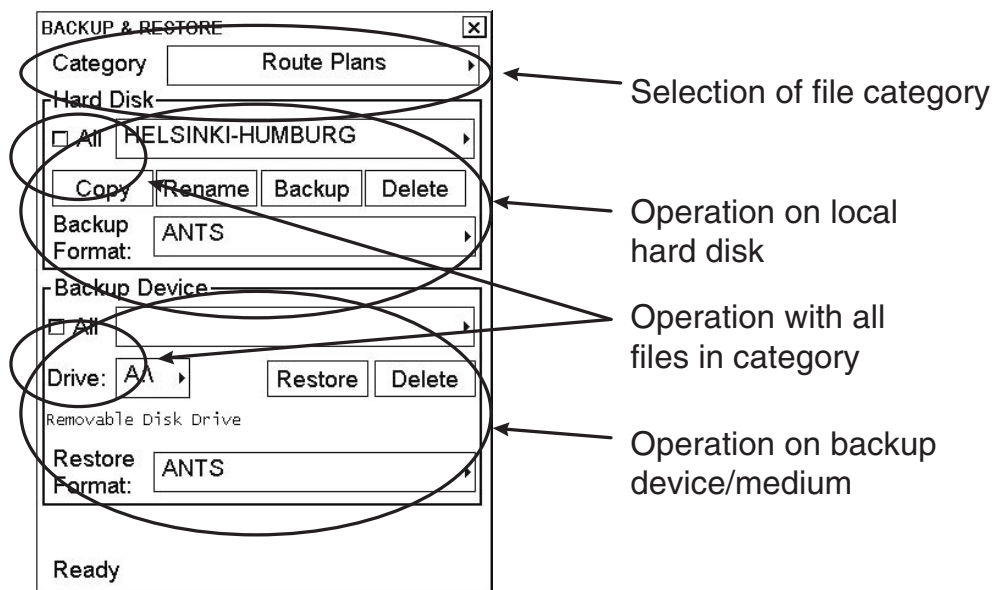 BACKUP & RESTORE
Category Route Plans
Selection of file category
Hard Disk
All HELSINKI-HUMBURG
Copy Rename Backup Delete
Operation on local
hard disk
Backup
Format: ANTS
Backup Device
All
Operation with all
files in category
Drive: A:\ Restore Delete
Removable Disk Drive
Operation on backup
device/medium
Restore
Format: ANTS
Ready